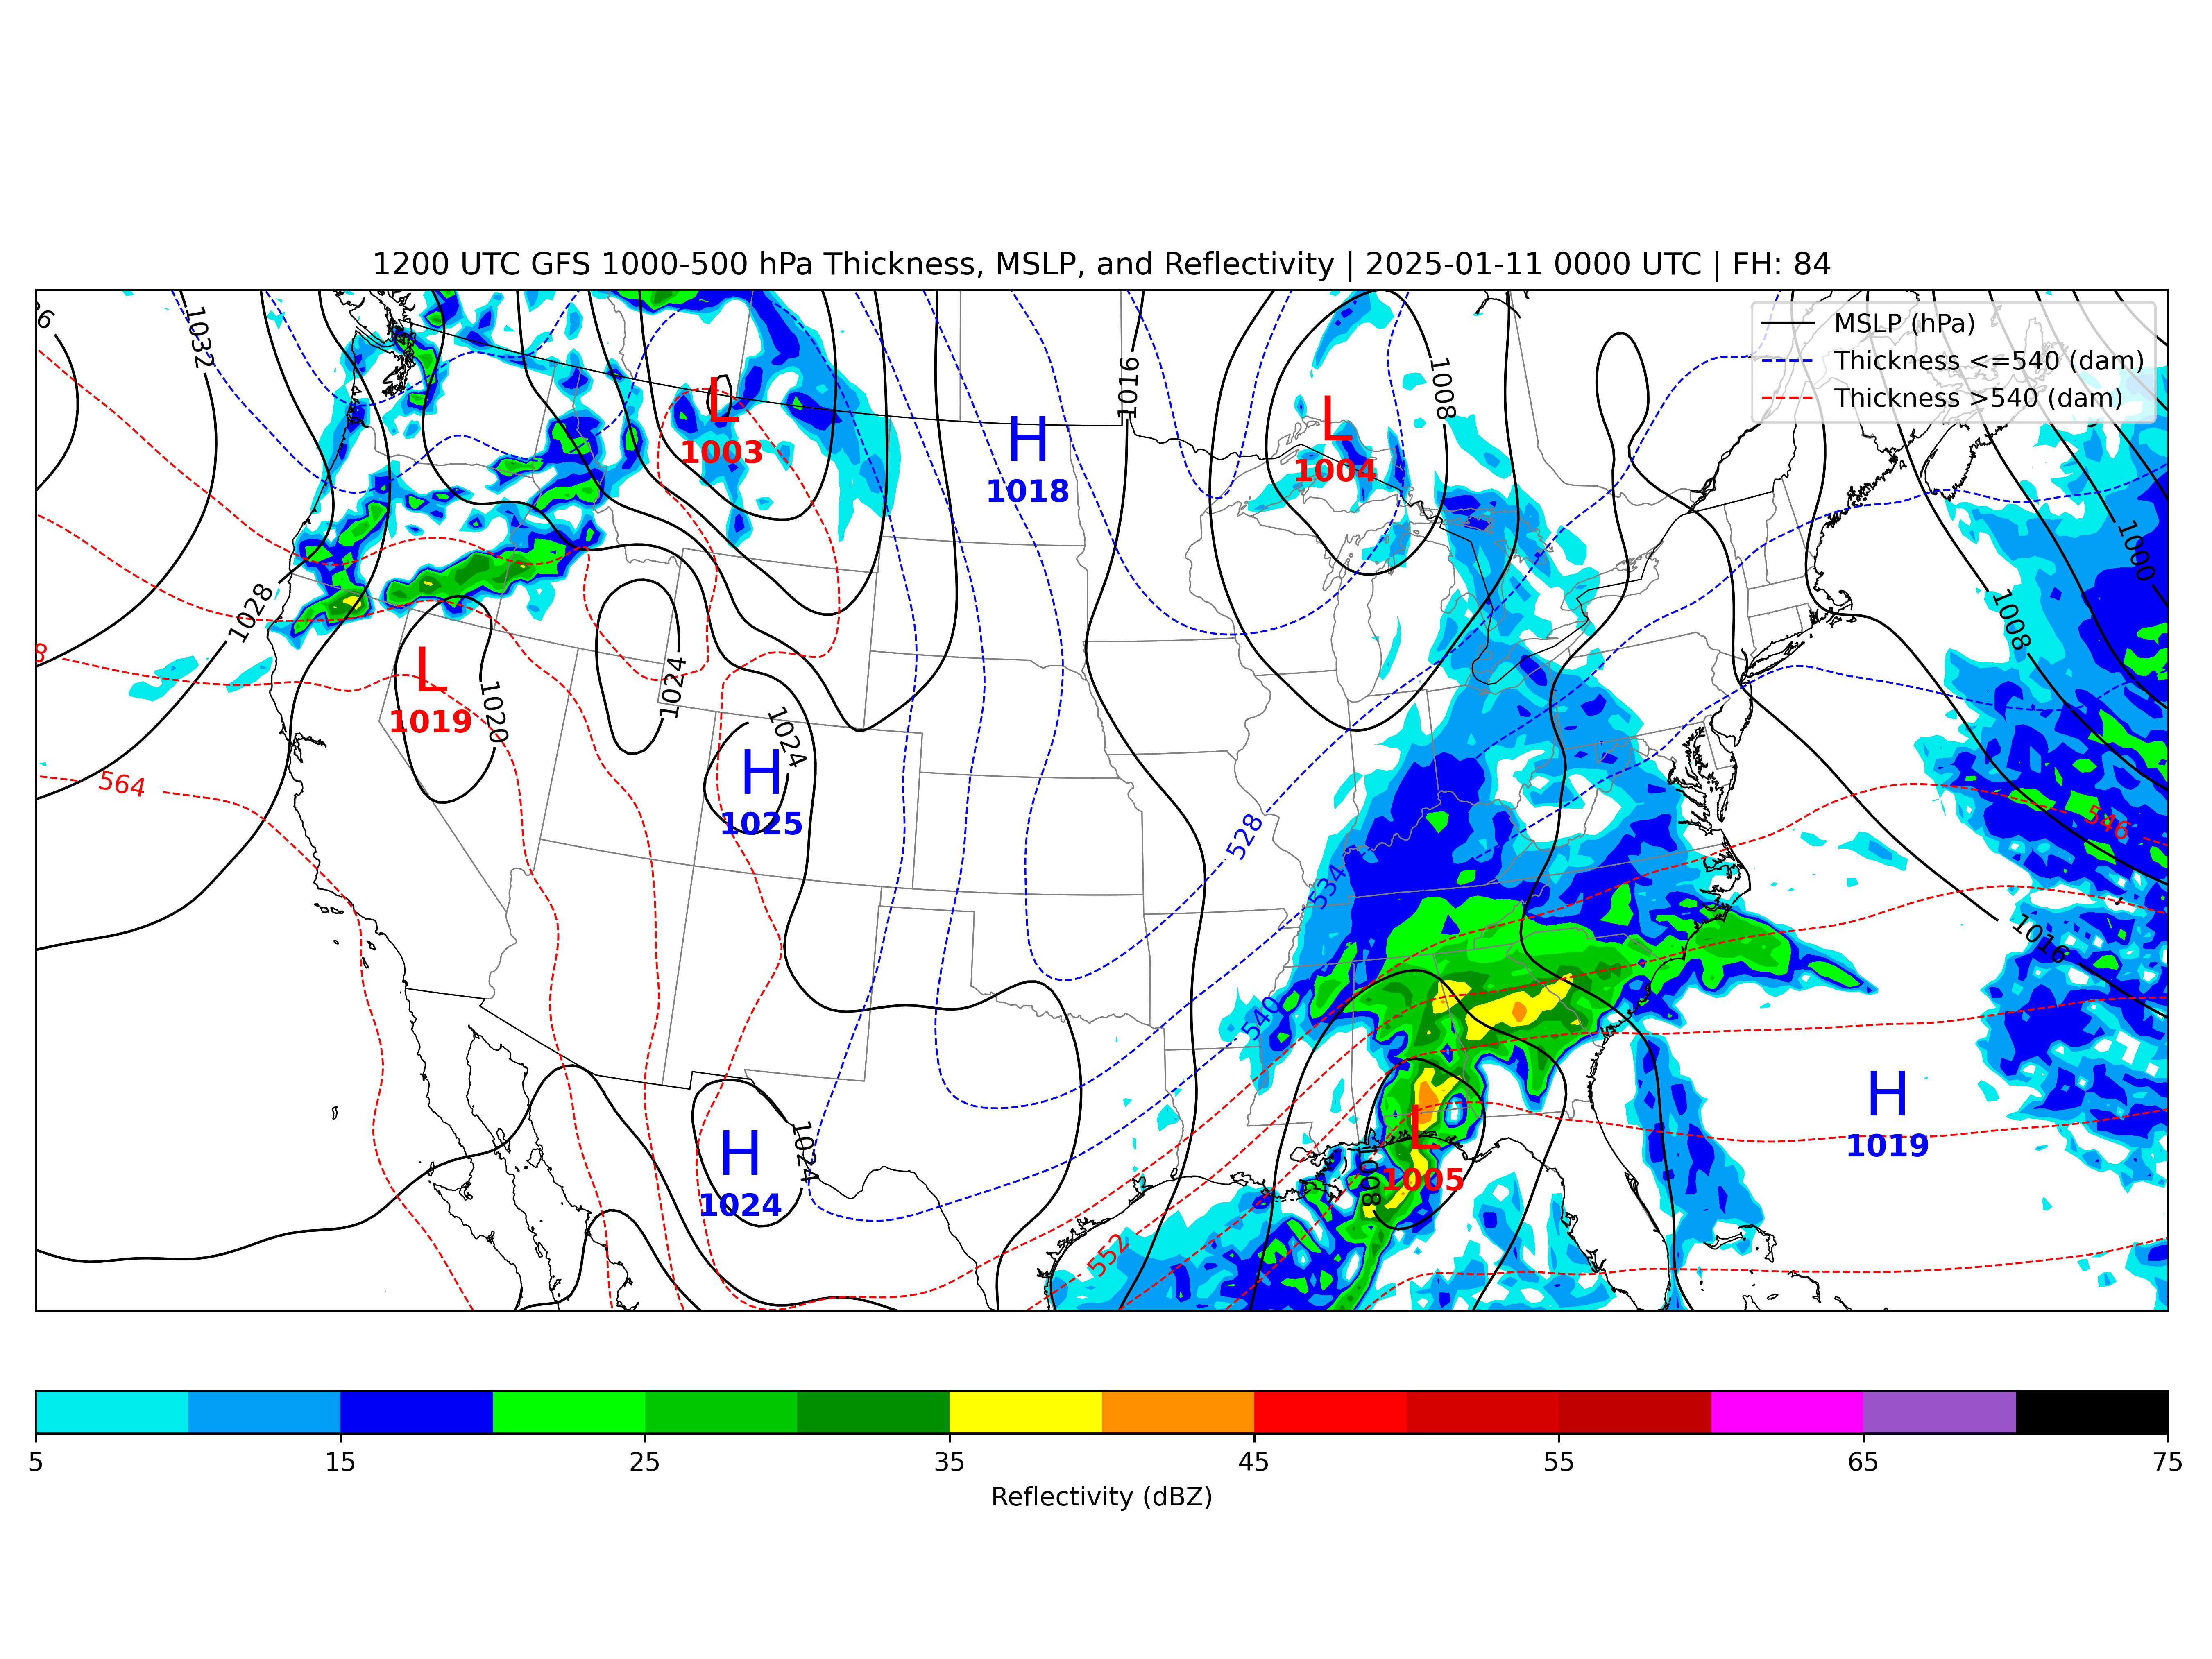 1200 UTC GFS 1000-500 hPa Thickness, MSLP, and Reflectivity | 2025-01-11 0000 UTC | FH: 84
MSLP (hPa)
Thickness <=540 (dam)
Thickness >540 (dam)
1032
1016
1008
L
1003
H
1018
L
1004
1000
1028
1008
L
1019
1020
1024
1024
H
1025
564
528
546
534
1016
540
H
1019
L
1005
1008
H
1024
1024
552
5
15
25
35
45
55
65
75
Reflectivity (dBZ)